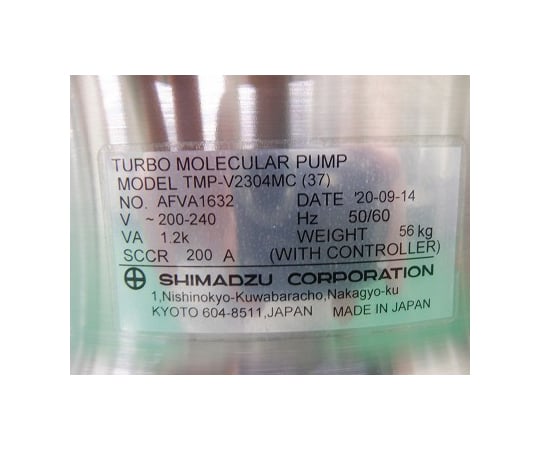 TURBO MOLECULAR PUMP
MODEL TMP-V2304MC (37)
NO. AFVA1632 DATE '20-09-14
V ~200-240 Hz 50/60
VA 1.2k WEIGHT 56 kg
SCCR 200 A (WITH CONTROLLER)
SHIMADZU CORPORATION
1,Nishinokyo-Kuwabaracho,Nakagyo-ku
KYOTO 604-8511,JAPAN MADE IN JAPAN